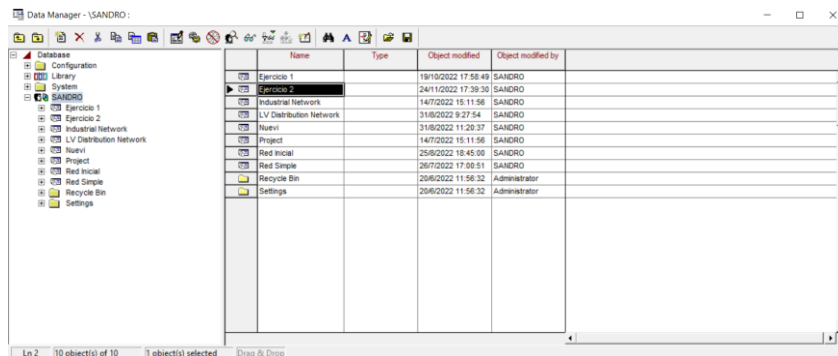 Data Manager - \SANDRO :
Database
Configuration
Library
System
SANDRO
Ejercicio 1
Ejercicio 2
Industrial Network
LV Distribution Network
Nuevi
Project
Red Inicial
Red Simple
Recycle Bin
Settings
Name Type Object modified Object modified by
Ejercicio 1 19/10/2022 17:58:49 SANDRO
Ejercicio 2 24/11/2022 17:39:30 SANDRO
Industrial Network 14/7/2022 15:11:56 SANDRO
LV Distribution Network 31/8/2022 9:27:54 SANDRO
Nuevi 31/8/2022 11:20:37 SANDRO
Project 14/7/2022 15:11:56 SANDRO
Red Inicial 25/8/2022 18:45:00 SANDRO
Red Simple 26/7/2022 17:00:51 SANDRO
Recycle Bin 20/6/2022 11:56:32 Administrator
Settings 20/6/2022 11:56:32 Administrator
Ln 2 10 object(s) of 10 1 object(s) selected Drag & Drop